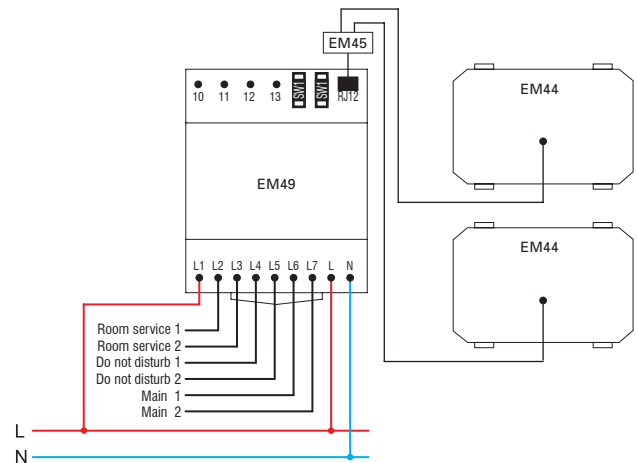 EM45
10 11 12 13 SW1 SW1 RJ12
EM44
EM49
EM44
L1 L2 L3 L4 L5 L6 L7 L N
Room service 1
Room service 2
Do not disturb 1
Do not disturb 2
Main 1
Main 2
L
N